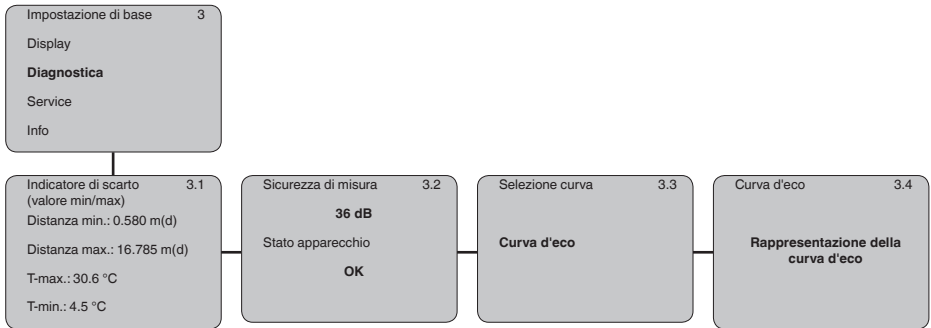 Impostazione di base 3
Display
Diagnostica
Service
Info
Indicatore di scarto 3.1
(valore min/max)
Distanza min.: 0.580 m(d)
Distanza max.: 16.785 m(d)
T-max.: 30.6 °C
T-min.: 4.5 °C
Sicurezza di misura 3.2
36 dB
Stato apparecchio
OK
Selezione curva 3.3
Curva d'eco
Curva d'eco 3.4
Rappresentazione della
curva d'eco